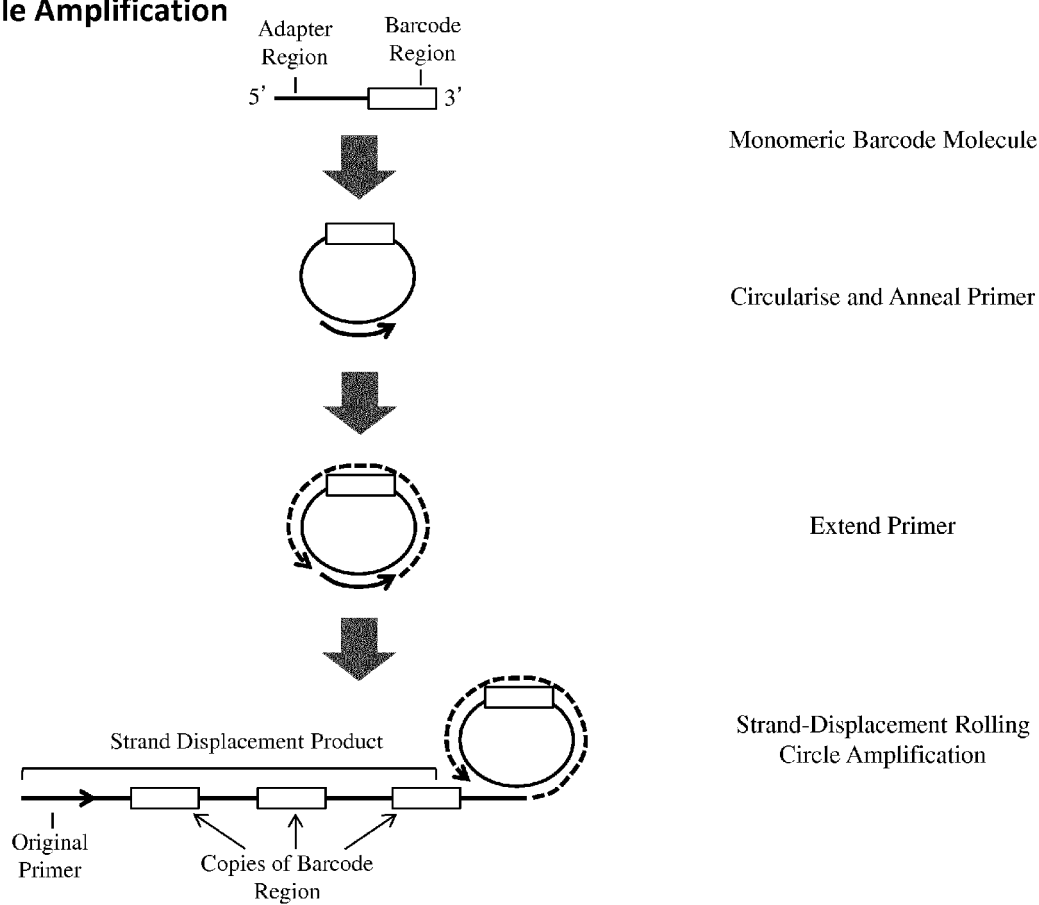 le Amplification
Adapter
Region
Barcode
Region
5’
3’
Monomeric Barcode Molecule
Circularise and Anneal Primer
Extend Primer
Strand-Displacement Rolling
Circle Amplification
Strand Displacement Product
Original
Primer
Copies of Barcode
Region